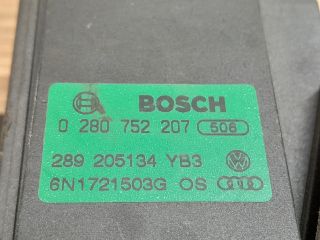 BOSCH
0 280 752 207 506
289 205134 YB3
6N1721503G OS